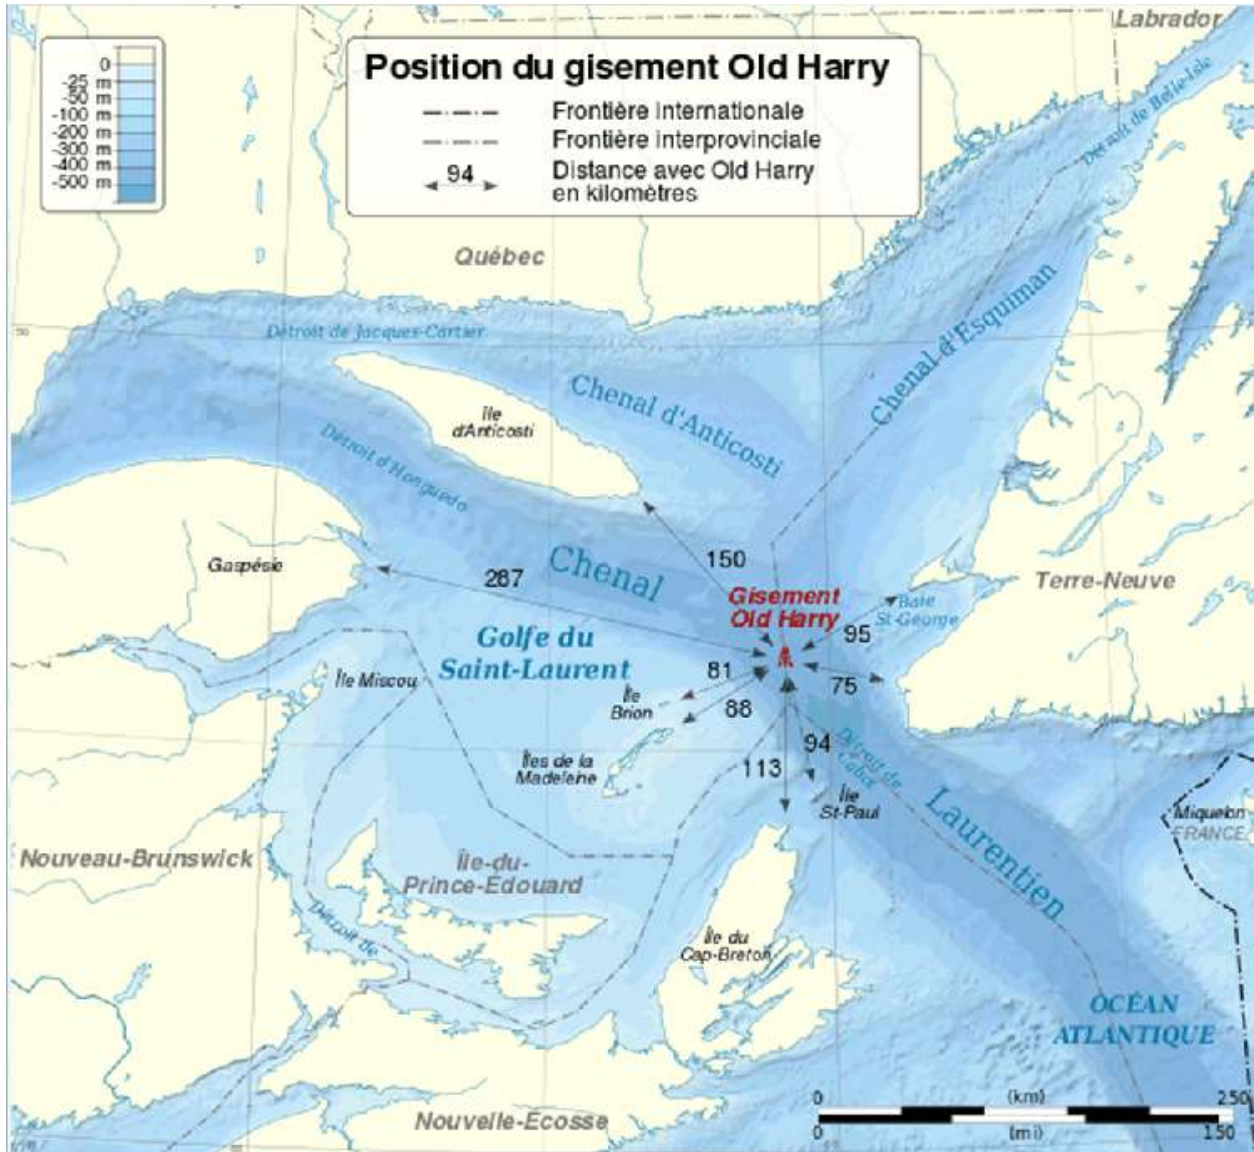 Labrador
Position du gisement Old Harry
Frontière internationale
Frontière interprovinciale
94
Distance avec Old Harry
en kilomètres
0
-25 m
-50 m
-100 m
-200 m
-300 m
-400 m
-500 m
Détroit de Belle-Isle
Québec
50
Détroit de Jacques-Cartier
Chenal d'Esquiman
Chenal d'Anticosti
Île
d'Anticosti
Détroit d'Honguedo
Gaspésie
287
Chenal
150
Gisement
Old Harry
Terre-Neuve
Baie
St-George
95
Golfe du
Saint-Laurent
81
75
Île Miscou
Île
Brion
88
94
Détroit de
Cabot
113
Îles de la
Madeleine
Île
St-Paul
Laurentien
Miquelon
FRANCE
Nouveau-Brunswick
Île-du-
Prince-Édouard
Détroit de
Île du
Cap-Breton
OCÉAN
ATLANTIQUE
Nouvelle-Ecosse
0
(km)
250
0
(mi)
150